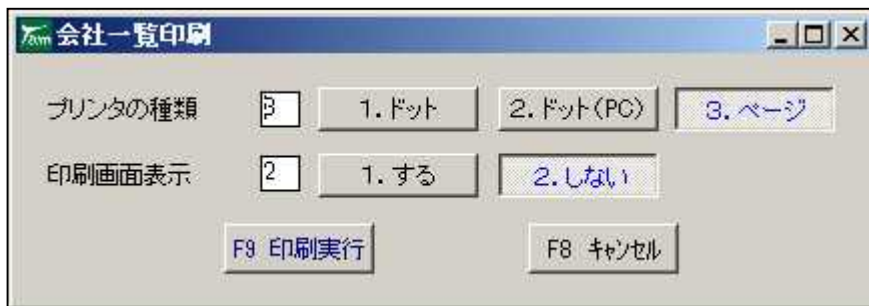 Tam 会社一覧印刷
プリンタの種類 3 1.ドット 2.ドット(PC) 3.ページ
印刷画面表示 2 1.する 2.しない
F9 印刷実行 F8 キャンセル